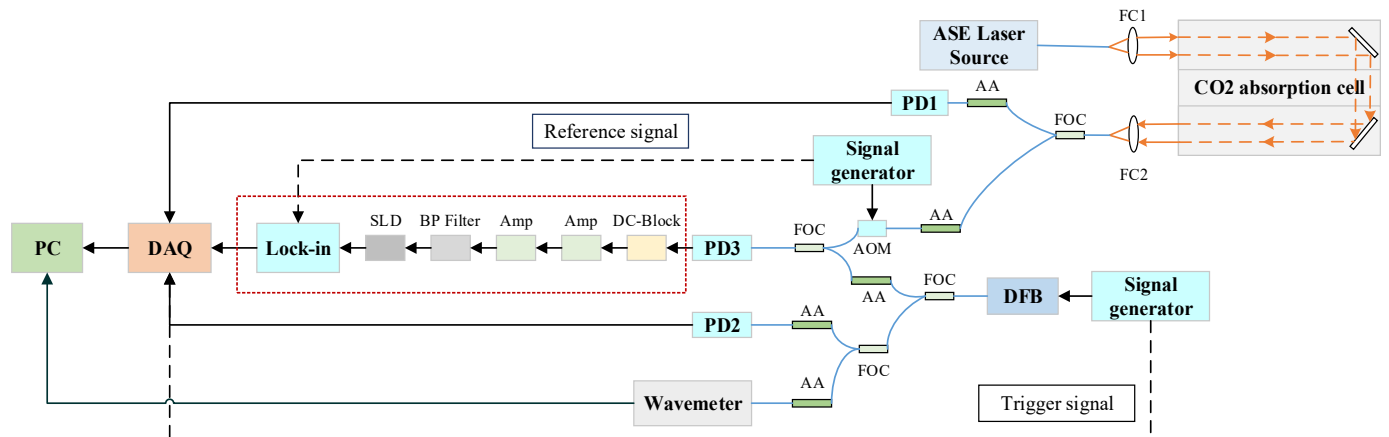 FC1
ASE Laser
Source
CO2 absorption cell
AA
PD1
FOC
FC2
Reference signal
Signal
generator
SLD
BP Filter
Amp
Amp
DC-Block
AA
FOC
AOM
PC
DAQ
Lock-in
PD3
FOC
DFB
Signal
generator
AA
AA
PD2
FOC
AA
Wavemeter
Trigger signal